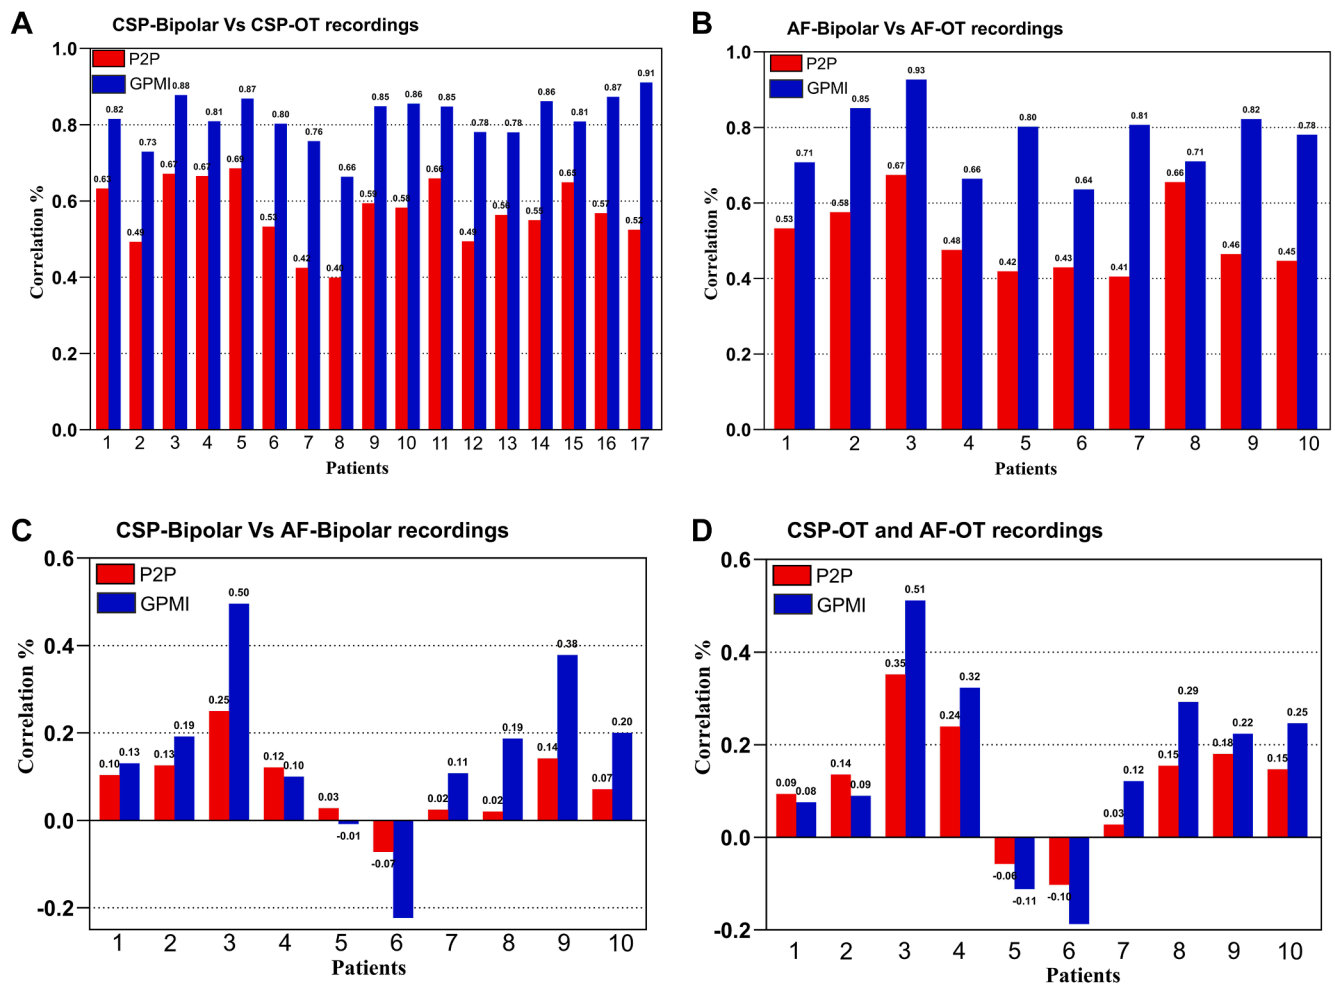 A
CSP-Bipolar Vs CSP-OT recordings
P2P
GPMI
Correlation %
1.0
0.8
0.6
0.4
0.2
0.0
0.63 0.82 0.49 0.73 0.67 0.88 0.67 0.81 0.69 0.87 0.53 0.80 0.42 0.76 0.40 0.66 0.59 0.85 0.58 0.86 0.66 0.85 0.49 0.78 0.56 0.78 0.55 0.86 0.65 0.81 0.57 0.87 0.52 0.91
1 2 3 4 5 6 7 8 9 10 11 12 13 14 15 16 17
Patients
B
AF-Bipolar Vs AF-OT recordings
P2P
GPMI
Correlation %
1.0
0.8
0.6
0.4
0.2
0.0
0.53 0.71 0.58 0.85 0.67 0.93 0.48 0.66 0.42 0.80 0.43 0.64 0.41 0.81 0.66 0.71 0.46 0.82 0.45 0.78
1 2 3 4 5 6 7 8 9 10
Patients
C
CSP-Bipolar Vs AF-Bipolar recordings
P2P
GPMI
Correlation %
0.6
0.4
0.2
0.0
-0.2
0.10 0.13 0.13 0.19 0.25 0.50 0.12 0.10 0.03 -0.01 -0.07 0.02 0.11 0.02 0.19 0.14 0.38 0.07 0.20
1 2 3 4 5 6 7 8 9 10
Patients
D
CSP-OT and AF-OT recordings
P2P
GPMI
Correlation %
0.6
0.4
0.2
0.0
-0.2
0.09 0.08 0.14 0.09 0.35 0.51 0.24 0.32 -0.06 -0.11 -0.10 0.03 0.12 0.15 0.29 0.18 0.22 0.15 0.25
1 2 3 4 5 6 7 8 9 10
Patients